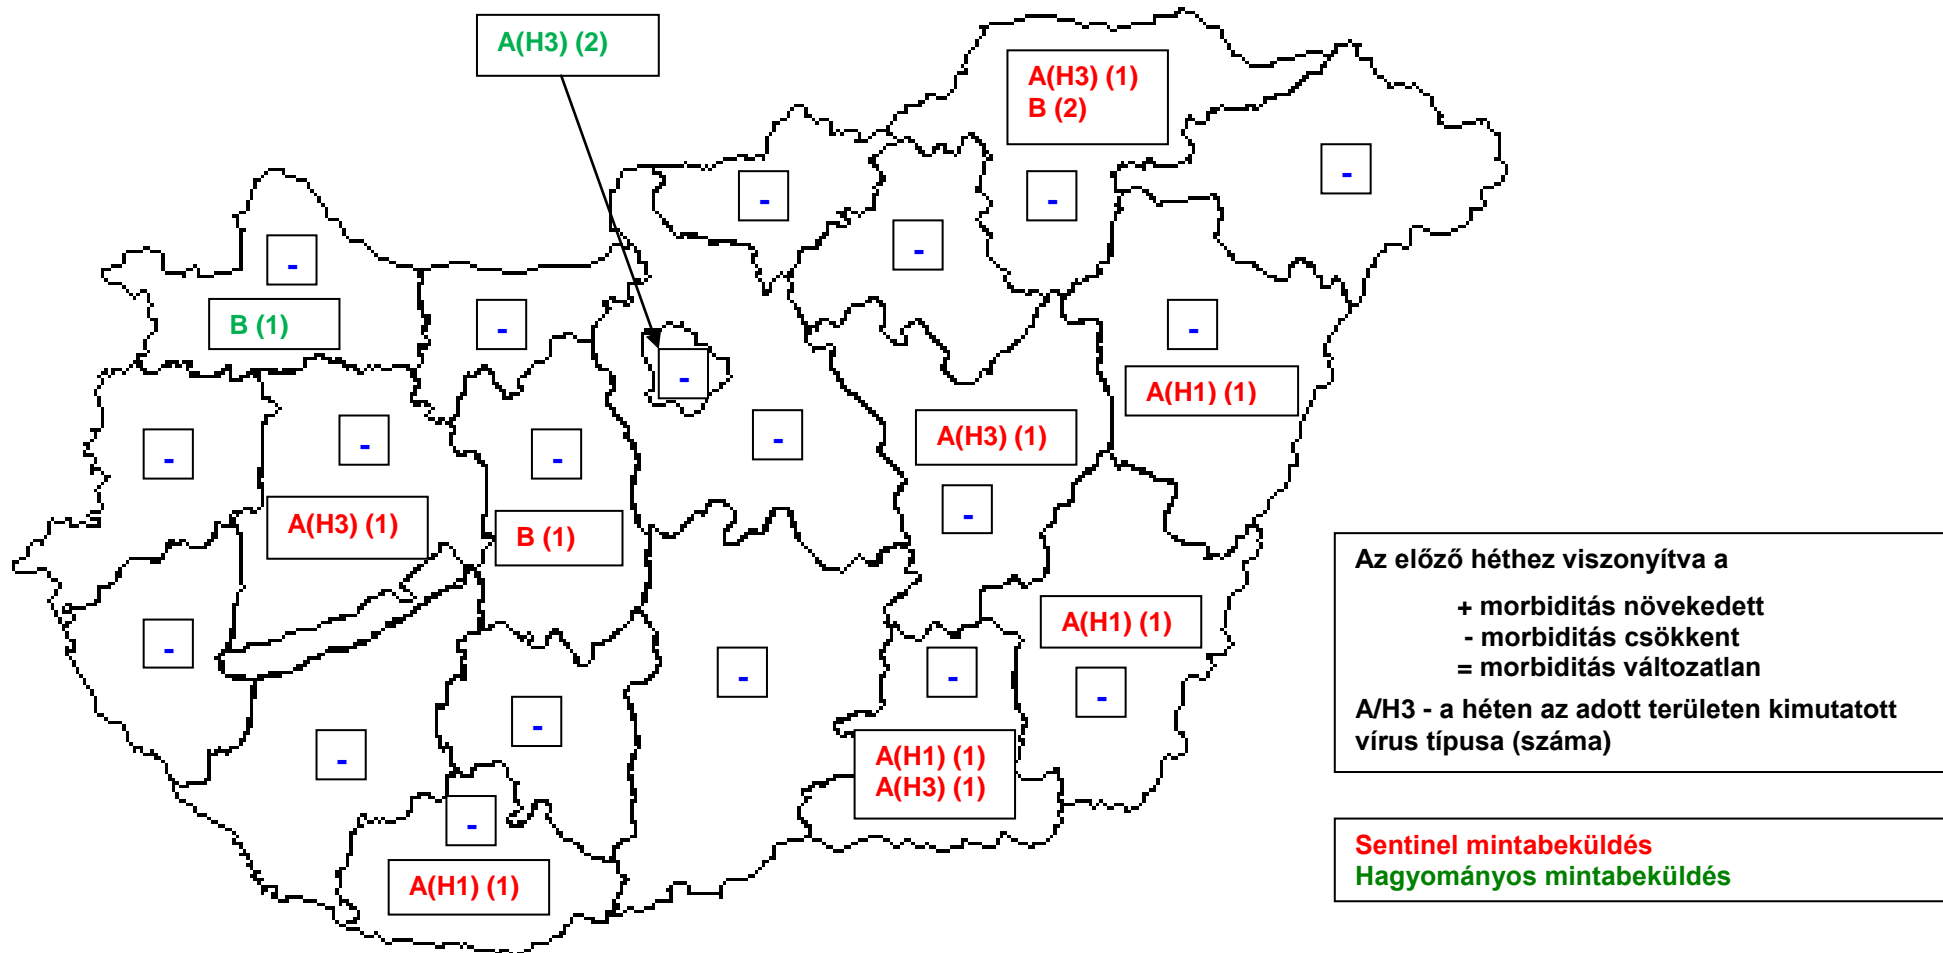 A(H3) (2)
A(H3) (1)
B (2)
-
-
-
-
-
B (1)
-
-
-
A(H1) (1)
-
-
-
-
A(H3) (1)
-
A(H3) (1)
B (1)
A(H1) (1)
-
-
-
-
-
-
A(H1) (1)
A(H3) (1)
-
A(H1) (1)
Az előző héthez viszonyítva a
+ morbiditás növekedett
- morbiditás csökkent
= morbiditás változatlan
A/H3 - a héten az adott területen kimutatott
vírus típusa (száma)
Sentinel mintabeküldés
Hagyományos mintabeküldés